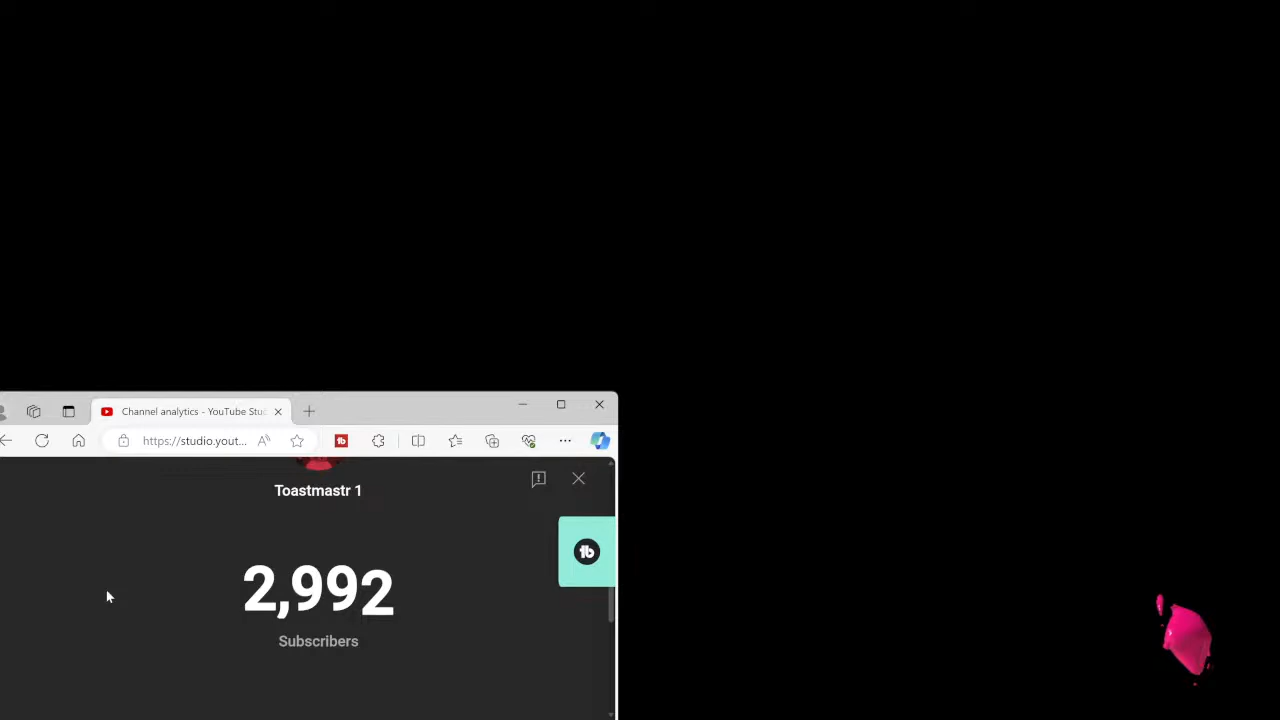 Channel analytics - YouTube Stu
https://studio.yout...
Toastmastr 1
2,992
Subscribers